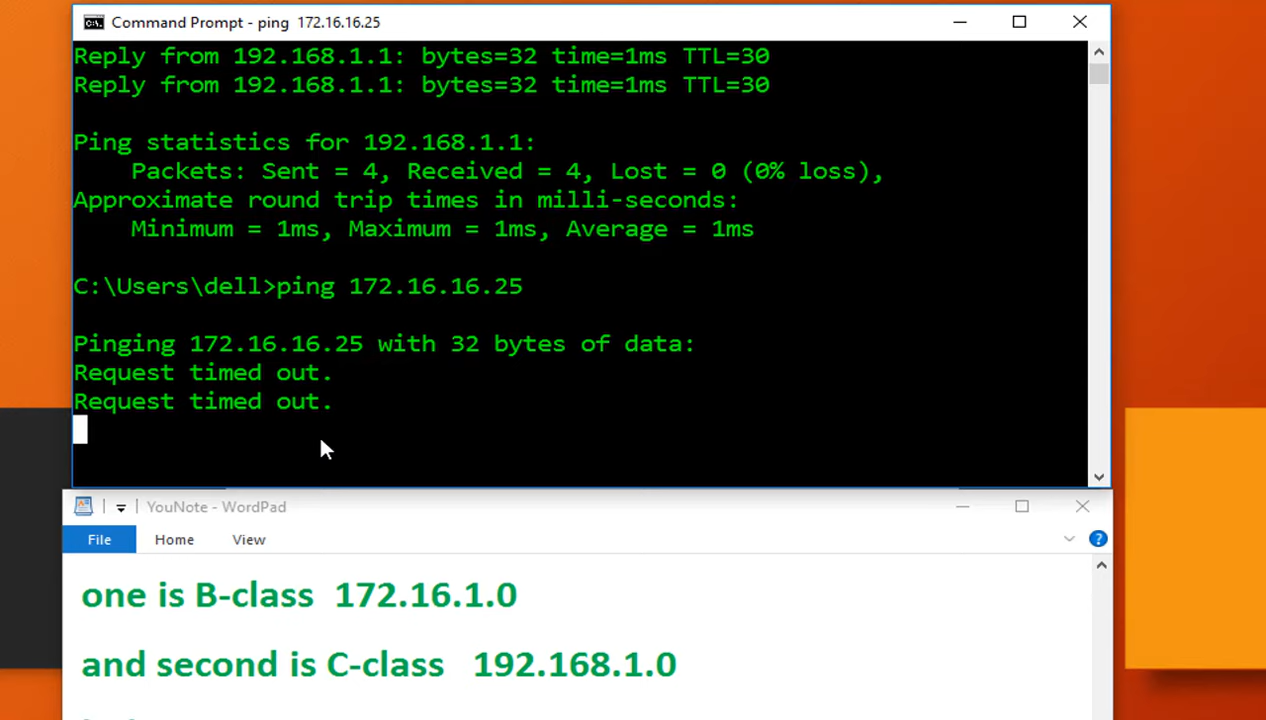 Command Prompt - ping 172.16.16.25
Reply from 192.168.1.1: bytes=32 time=1ms TTL=30
Reply from 192.168.1.1: bytes=32 time=1ms TTL=30
Ping statistics for 192.168.1.1:
Packets: Sent = 4, Received = 4, Lost = 0 (0% loss),
Approximate round trip times in milli-seconds:
Minimum = 1ms, Maximum = 1ms, Average = 1ms
C:\Users\dell>ping 172.16.16.25
Pinging 172.16.16.25 with 32 bytes of data:
Request timed out.
Request timed out.
YouNote - WordPad
File Home View
one is B-class 172.16.1.0
and second is C-class 192.168.1.0